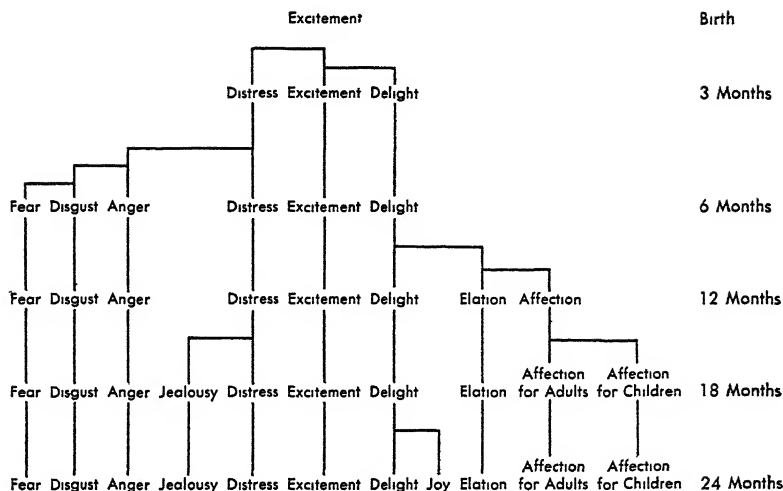 Excitement Birth
Distress Excitement Delight 3 Months
Fear Disgust Anger Distress Excitement Delight 6 Months
Fear Disgust Anger Distress Excitement Delight Elation Affection 12 Months
Affection Affection
Fear Disgust Anger Jealousy Distress Excitement Delight Elation for Adults for Children 18 Months
Affection Affection
Fear Disgust Anger Jealousy Distress Excitement Delight Joy Elation for Adults for Children 24 Months